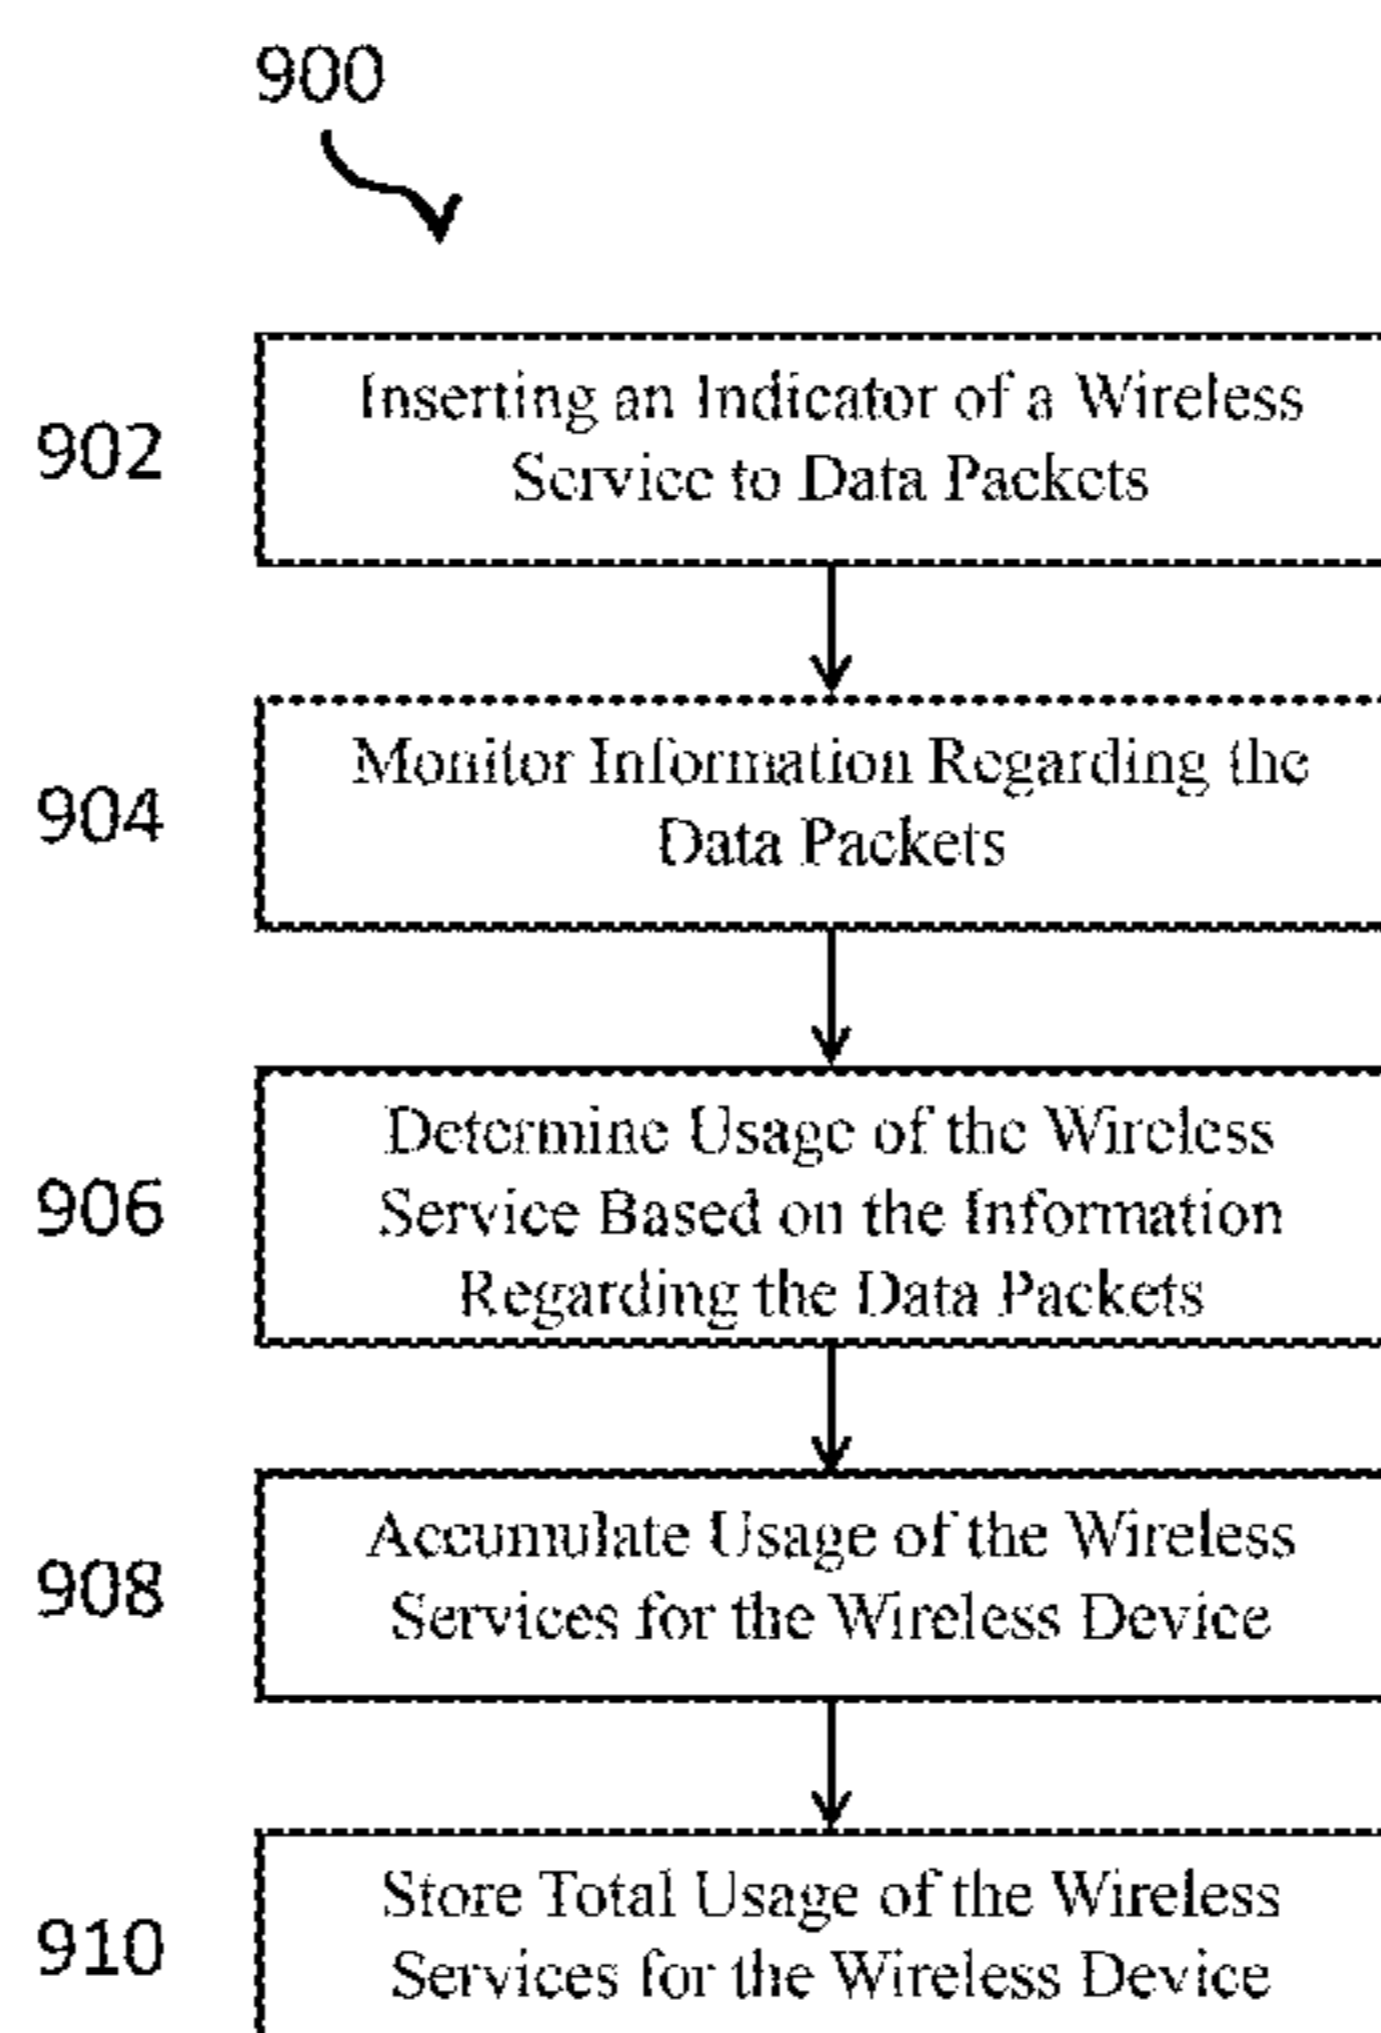 900
902
Inserting an Indicator of a Wireless
Service to Data Packets
904
Monitor Information Regarding the
Data Packets
906
Determine Usage of the Wireless
Service Based on the Information
Regarding the Data Packets
908
Accumulate Usage of the Wireless
Services for the Wireless Device
910
Store Total Usage of the Wireless
Services for the Wireless Device